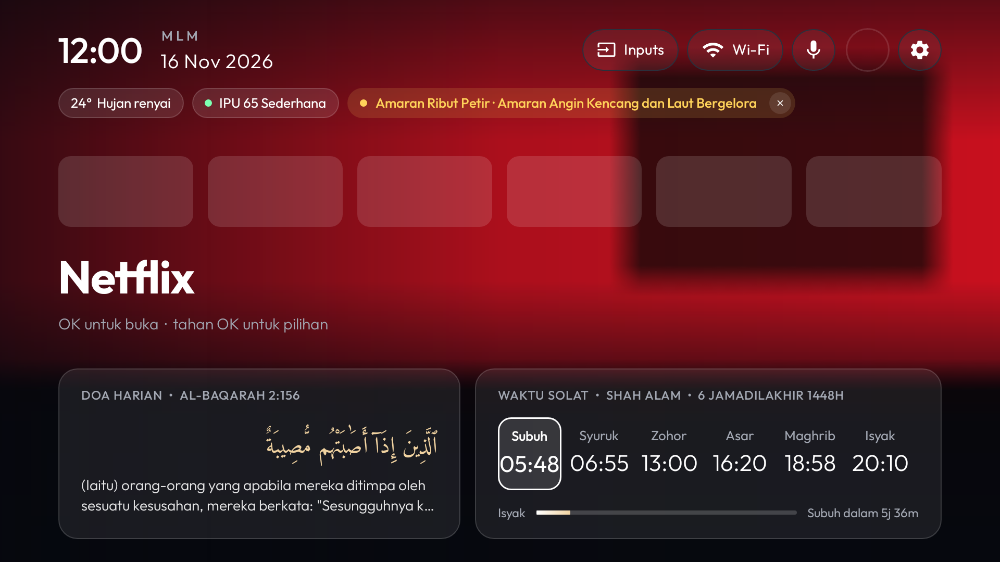 12:00
MLM
16 Nov 2026
Inputs
Wi-Fi
24° Hujan renyai
IPU 65 Sederhana
Amaran Ribut Petir · Amaran Angin Kencang dan Laut Bergelora
Netflix
OK untuk buka · tahan OK untuk pilihan
DOA HARIAN • AL-BAQARAH 2:156
ٱلَّذِينَ إِذَآ أَصَٰبَتْهُم مُّصِيبَةٌ
(Iaitu) orang-orang yang apabila mereka ditimpa oleh
sesuatu kesusahan, mereka berkata: "Sesungguhnya k...
WAKTU SOLAT • SHAH ALAM • 6 JAMADILAKHIR 1448H
Subuh Syuruk Zohor Asar Maghrib Isyak
05:48 06:55 13:00 16:20 18:58 20:10
Isyak Subuh dalam 5j 36m